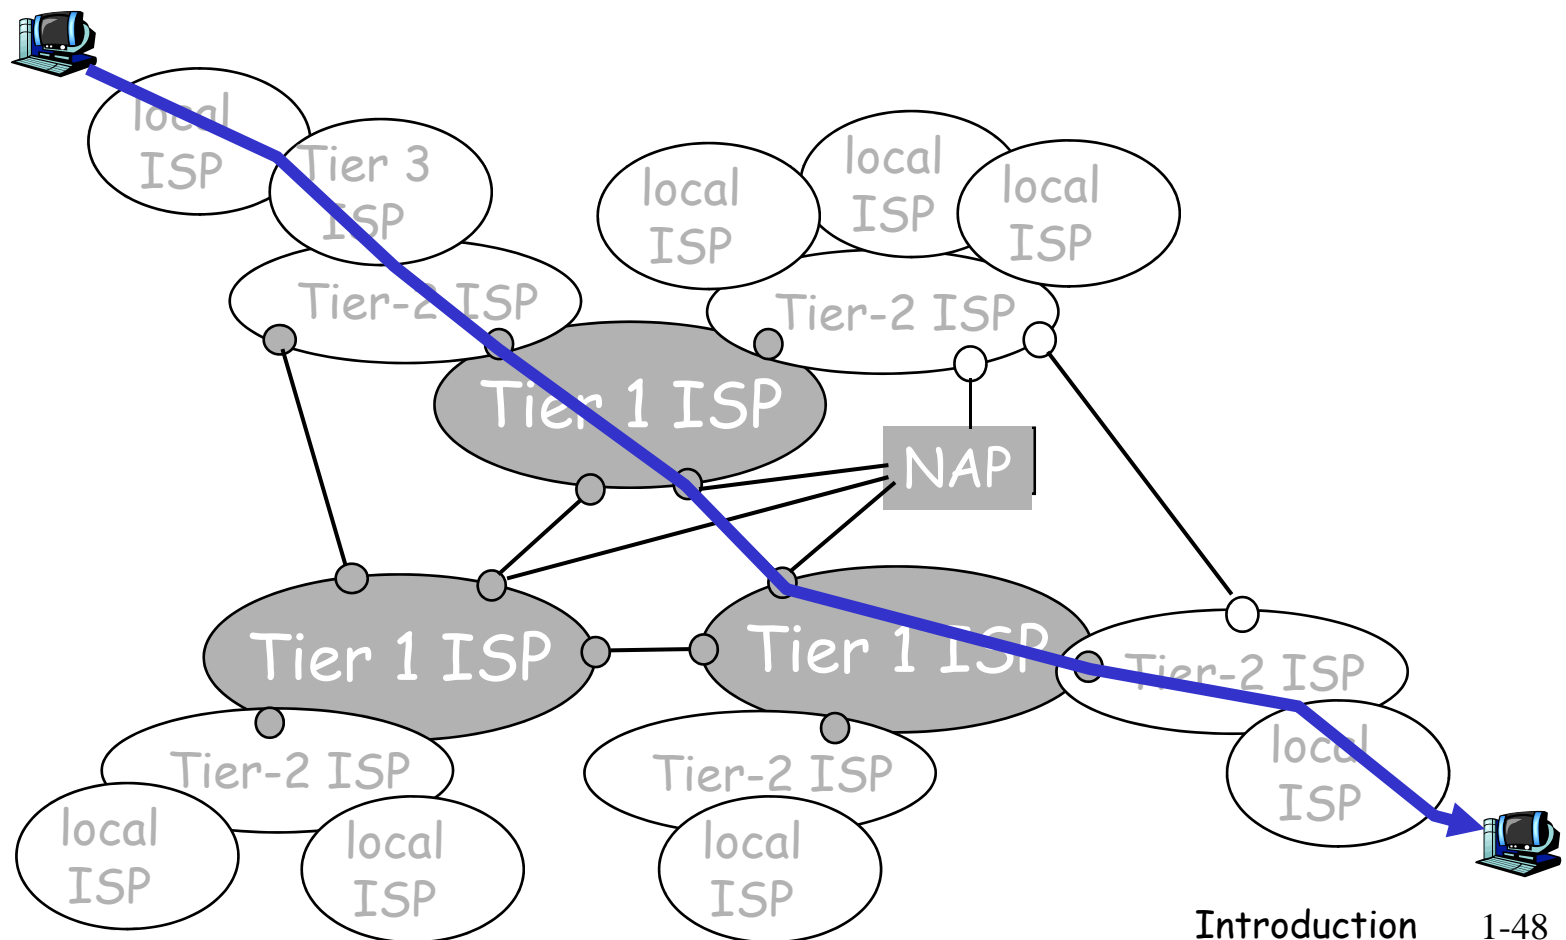 local
ISP
Tier 3
ISP
local
ISP
local
ISP
local
ISP
Tier-2 ISP
Tier-2 ISP
Tier 1 ISP
NAP
Tier 1 ISP
Tier 1 ISP
Tier-2 ISP
local
ISP
Tier-2 ISP
local
ISP
local
ISP
Tier-2 ISP
local
ISP
Introduction 1-48